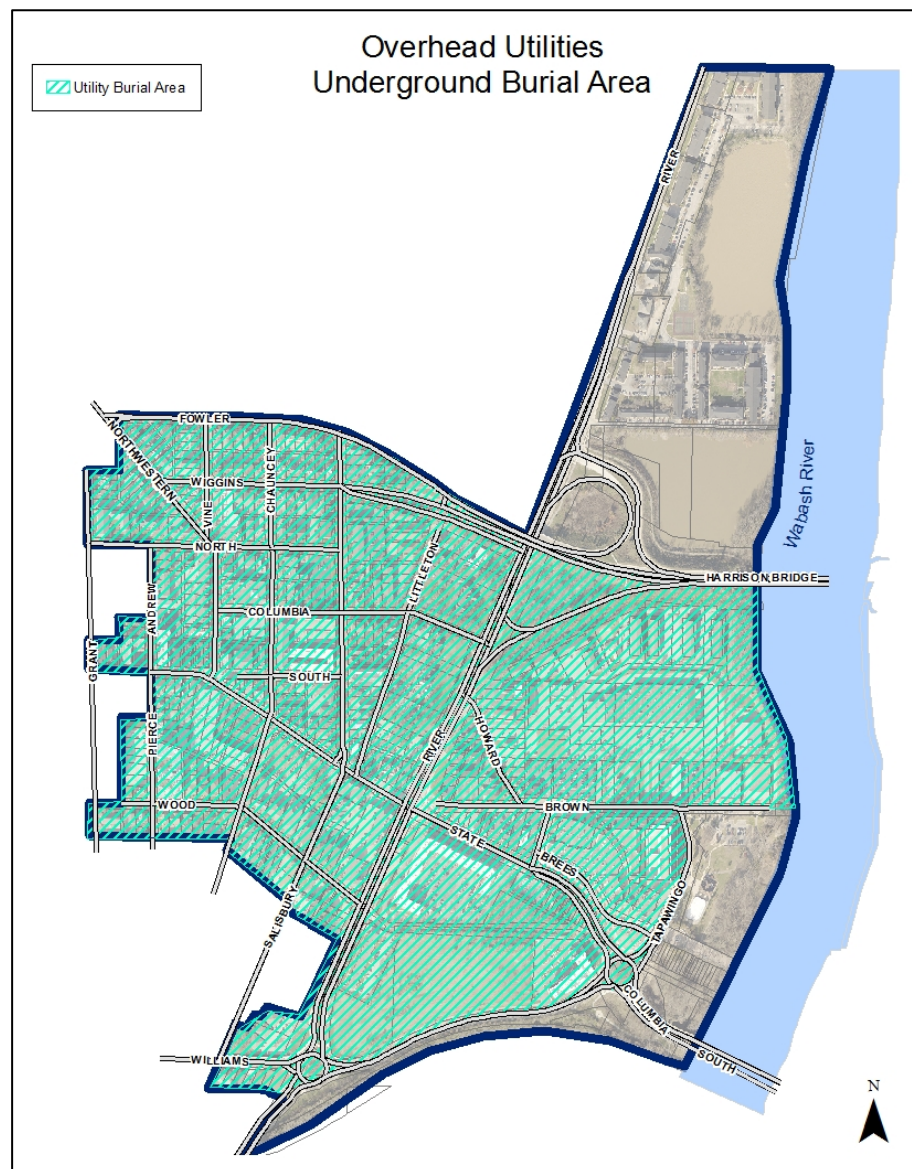 Overhead Utilities
Underground Burial Area
Utility Burial Area
RIVER
FOWLER
NORTHWESTERN
CHAUNCEY
WIGGINS
VINE
Wabash River
NORTH
LITTLETON
HARRISON BRIDGE
ANDREW
COLUMBIA
GRANT
SOUTH
PIERCE
RIVER
HOWARD
WOOD
BROWN
STATE
BREES
SALISBURY
TAPAWINGO
COLUMBIA
SOUTH
WILLIAMS
N